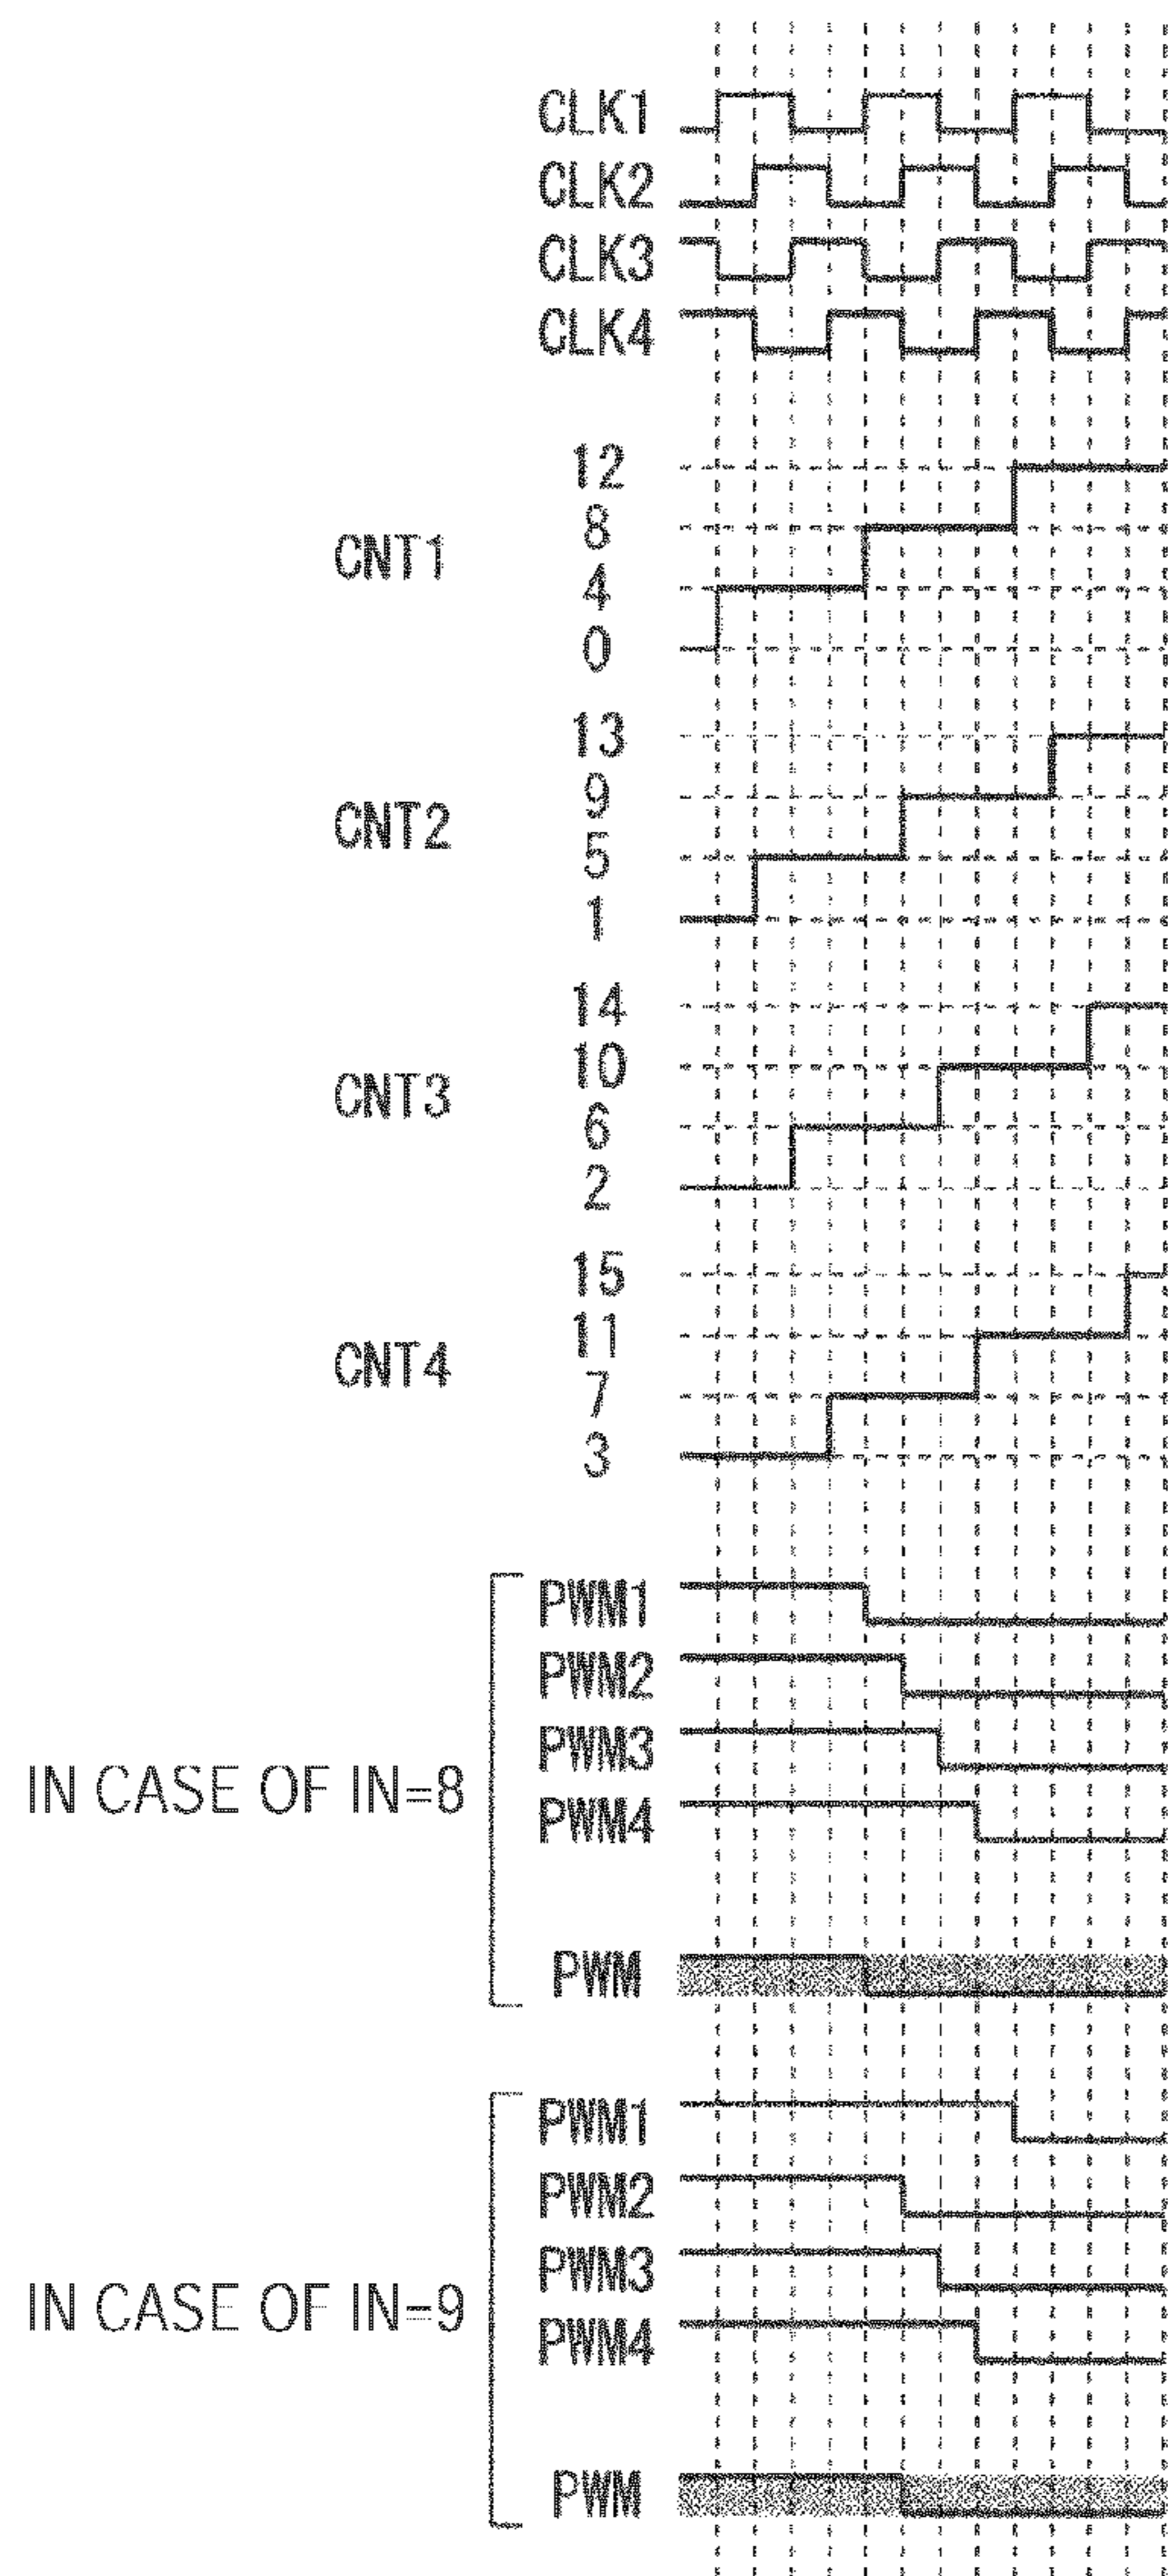 CLK1
CLK2
CLK3
CLK4
12
8
CNT1
4
0
13
9
CNT2
5
1
14
10
CNT3
6
2
15
11
CNT4
7
3
PWM1
PWM2
PWM3
IN CASE OF IN=8
PWM4
PWM
PWM1
PWM2
PWM3
IN CASE OF IN=9
PWM4
PWM